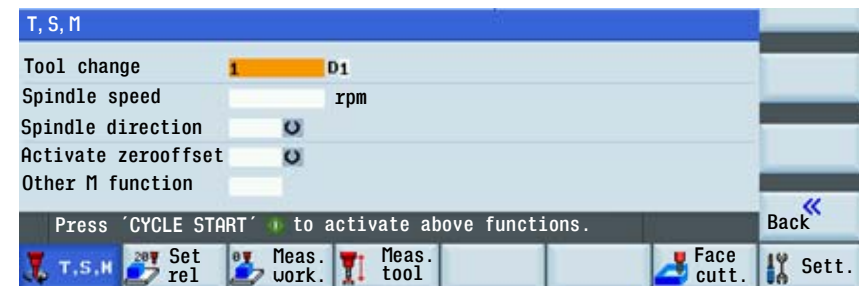 T, S, M
Tool change 1 D1
Spindle speed rpm
Spindle direction
Activate zerooffset
Other M function
Press ´CYCLE START´ to activate above functions.
Back
T,S,M
Set rel
Meas. work.
Meas. tool
Face cutt.
Sett.